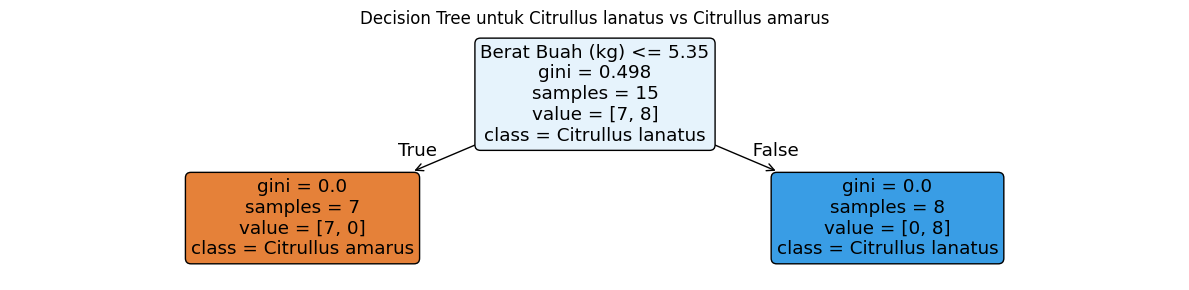 Decision Tree untuk Citrullus lanatus vs Citrullus amarus
Berat Buah (kg) <= 5.35
gini = 0.498
samples = 15
value = [7, 8]
class = Citrullus lanatus
True
False
gini = 0.0
samples = 7
value = [7, 0]
class = Citrullus amarus
gini = 0.0
samples = 8
value = [0, 8]
class = Citrullus lanatus